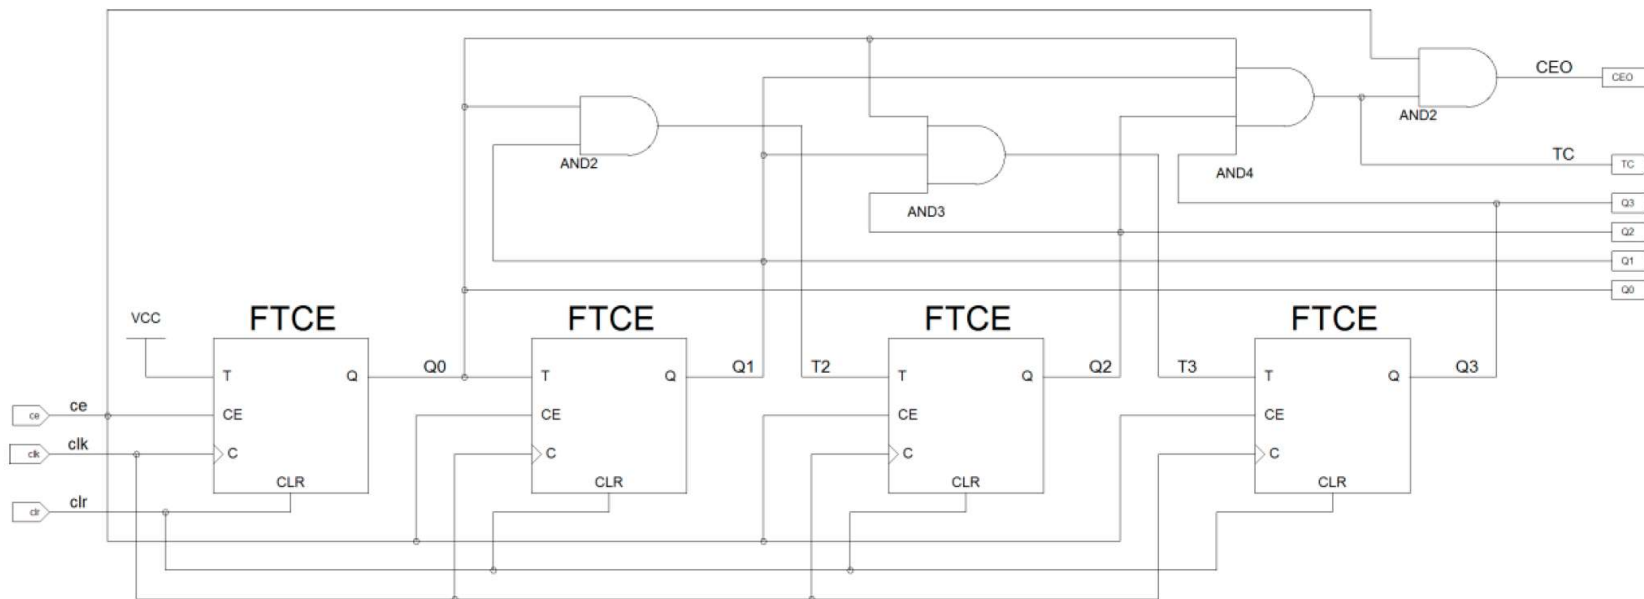 CEO
CEO
AND2
AND2
TC
TC
AND4
Q3
AND3
Q2
Q1
Q0
VCC
FTCE
FTCE
FTCE
FTCE
T Q Q0 T Q Q1 T2 T Q Q2 T3 T Q Q3
ce ce CE CE CE CE
clk clk C C C C
CLR CLR CLR CLR
clr clr